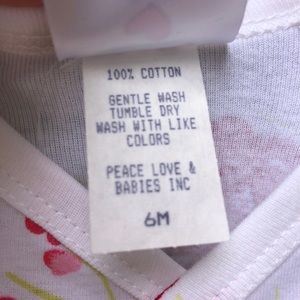 100% COTTON
GENTLE WASH
TUMBLE DRY
WASH WITH LIKE
COLORS
PEACE LOVE &
BABIES INC
6M